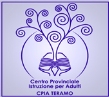 Centro Provinciale
Istruzione per Adulti
CPIA TERAMO